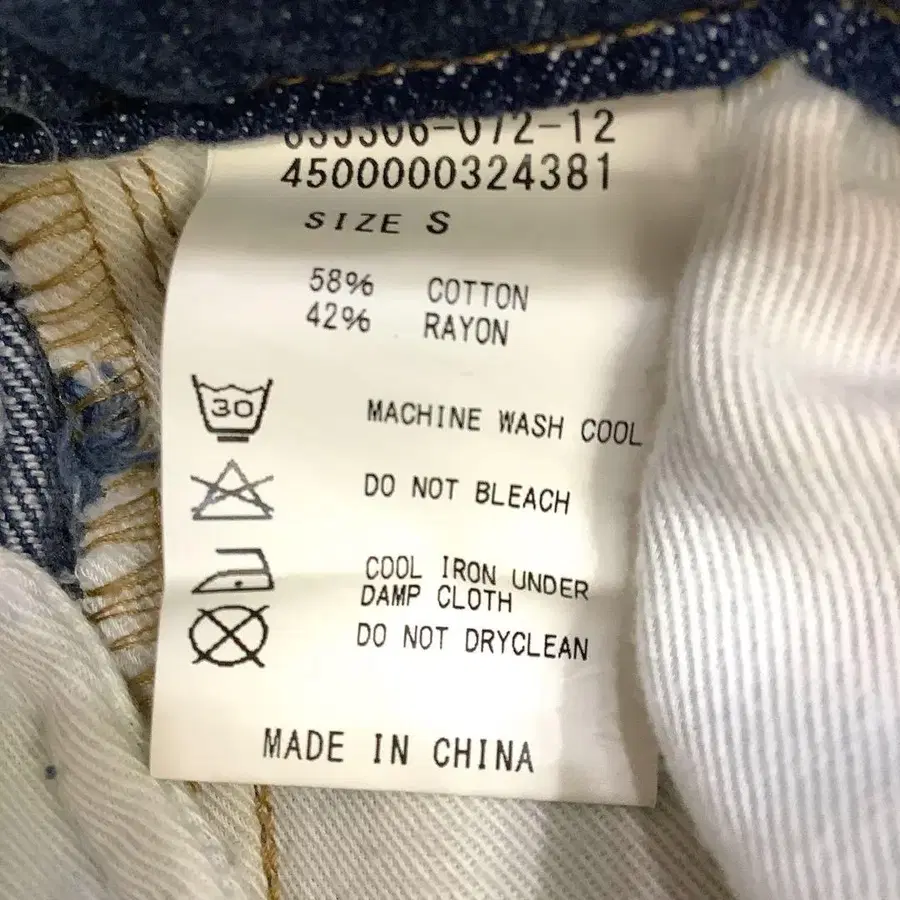 4500000324381
SIZE S
58% COTTON
42% RAYON
30 MACHINE WASH COOL
DO NOT BLEACH
COOL IRON UNDER
DAMP CLOTH
DO NOT DRYCLEAN
MADE IN CHINA